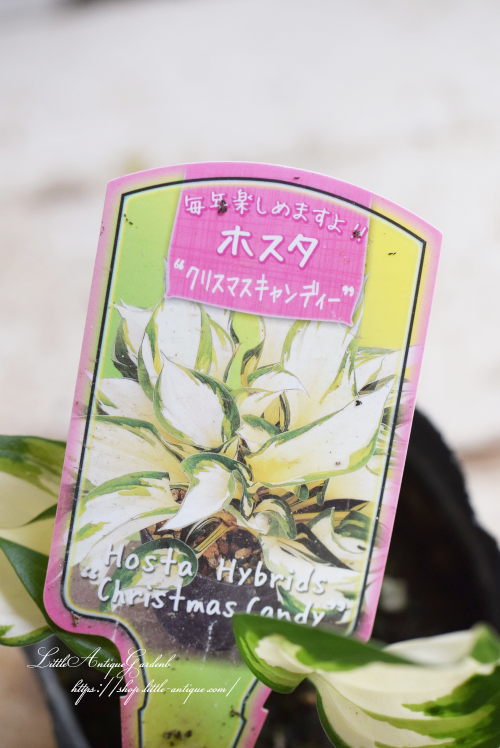 毎年楽しめますよ!!
ホスタ
“クリスマスキャンディー”
“Hosta Hybrids
Christmas Candy”
LittleAntiqueGarden
https://shop.little-antique.com/